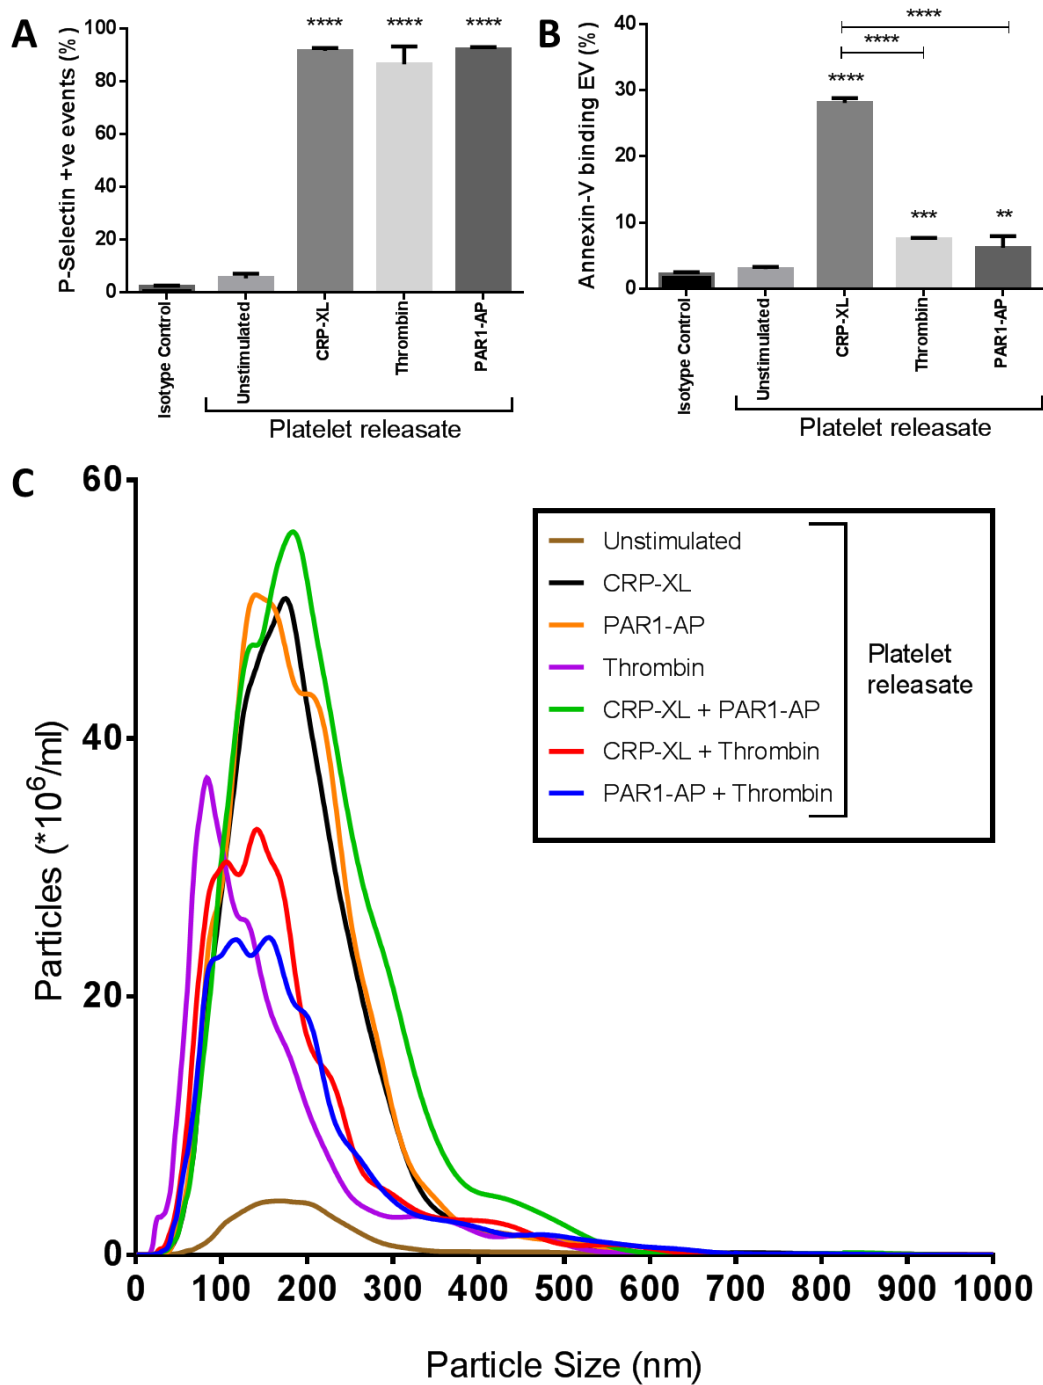 A
P-Selectin +ve events (%)
100
80
60
40
20
0
****
****
****
Isotype Control
Unstimulated
CRP-XL
Thrombin
PAR1-AP
Platelet releasate
B
Annexin-V binding EV (%)
40
30
20
10
0
****
****
****
***
**
Isotype Control
Unstimulated
CRP-XL
Thrombin
PAR1-AP
Platelet releasate
C
Particles (*10⁶/ml)
60
40
20
0
Unstimulated
CRP-XL
PAR1-AP
Thrombin
CRP-XL + PAR1-AP
CRP-XL + Thrombin
PAR1-AP + Thrombin
Platelet
releasate
0 100 200 300 400 500 600 700 800 900 1000
Particle Size (nm)